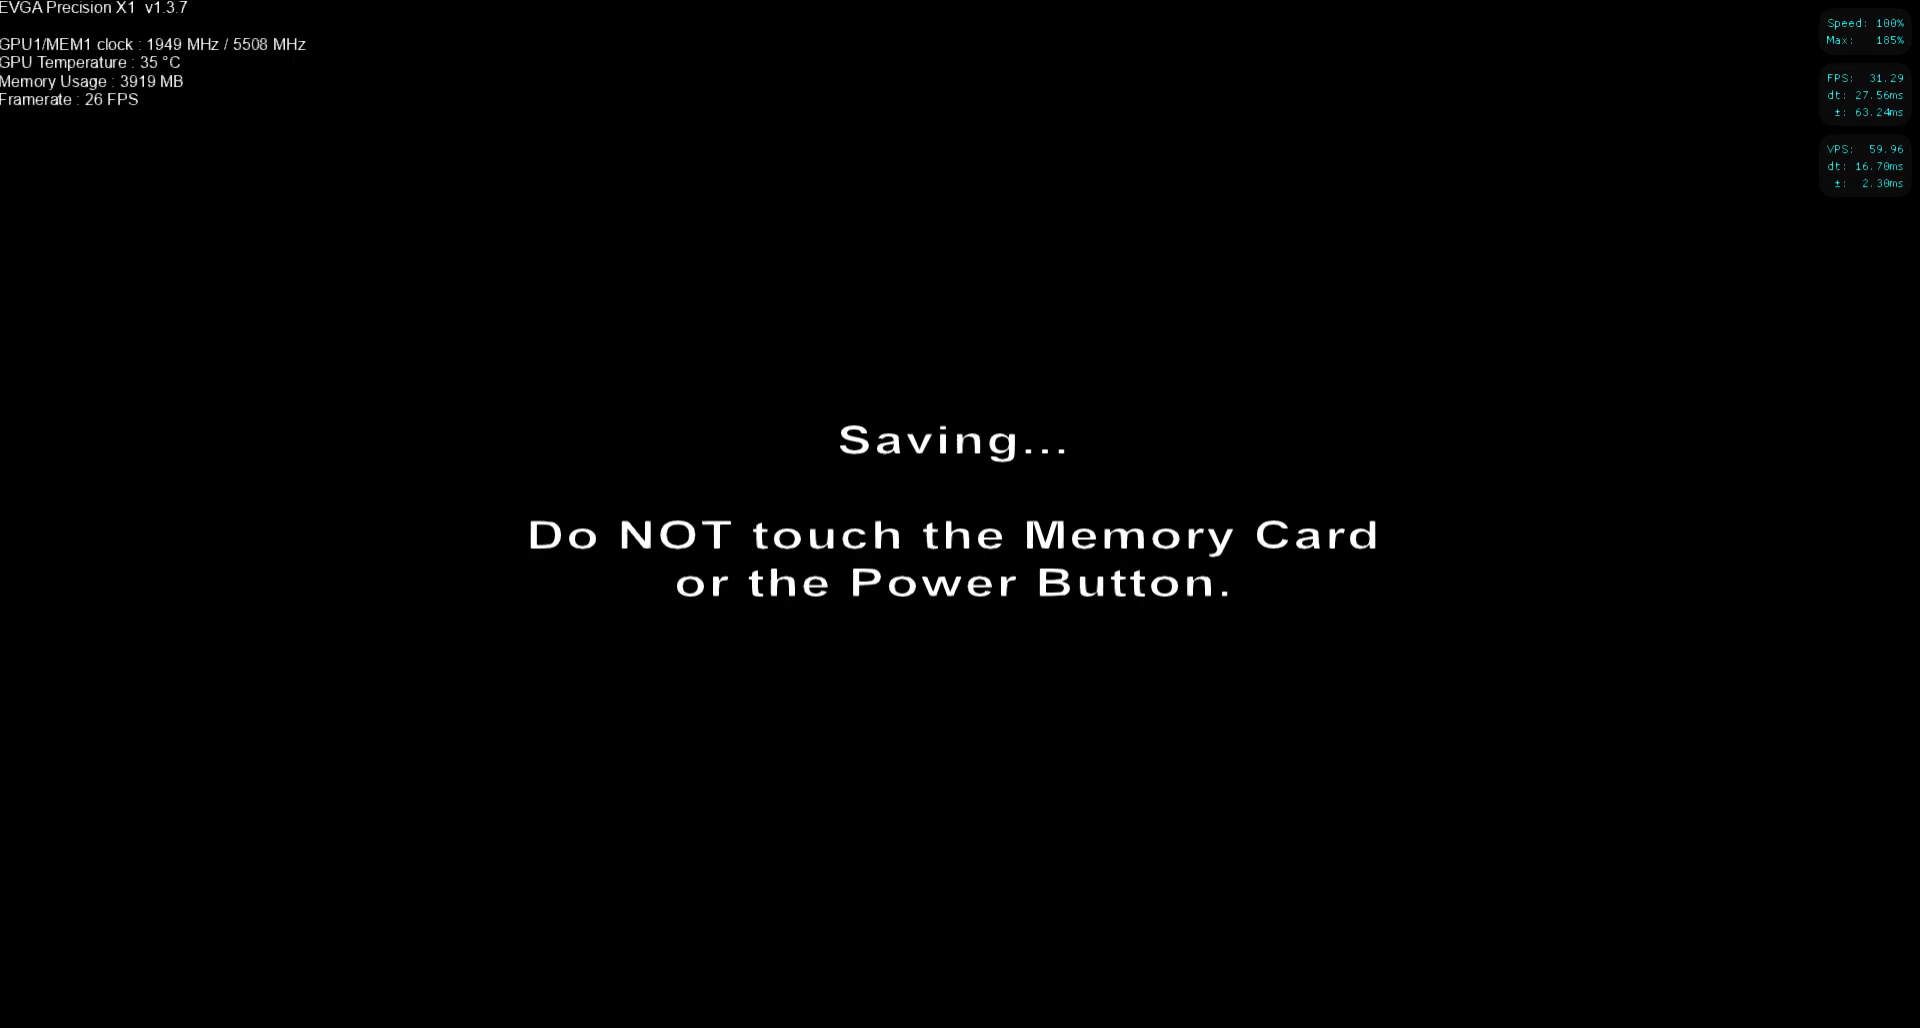 EVGA Precision X1 v1.3.7
GPU1/MEM1 clock : 1949 MHz / 5508 MHz
GPU Temperature : 35 °C
Memory Usage : 3919 MB
Framerate : 26 FPS
Speed: 100%
Max: 185%
FPS: 31.29
dt: 27.56ms
±: 63.24ms
VPS: 59.96
dt: 16.70ms
±: 2.30ms
Saving...
Do NOT touch the Memory Card
or the Power Button.